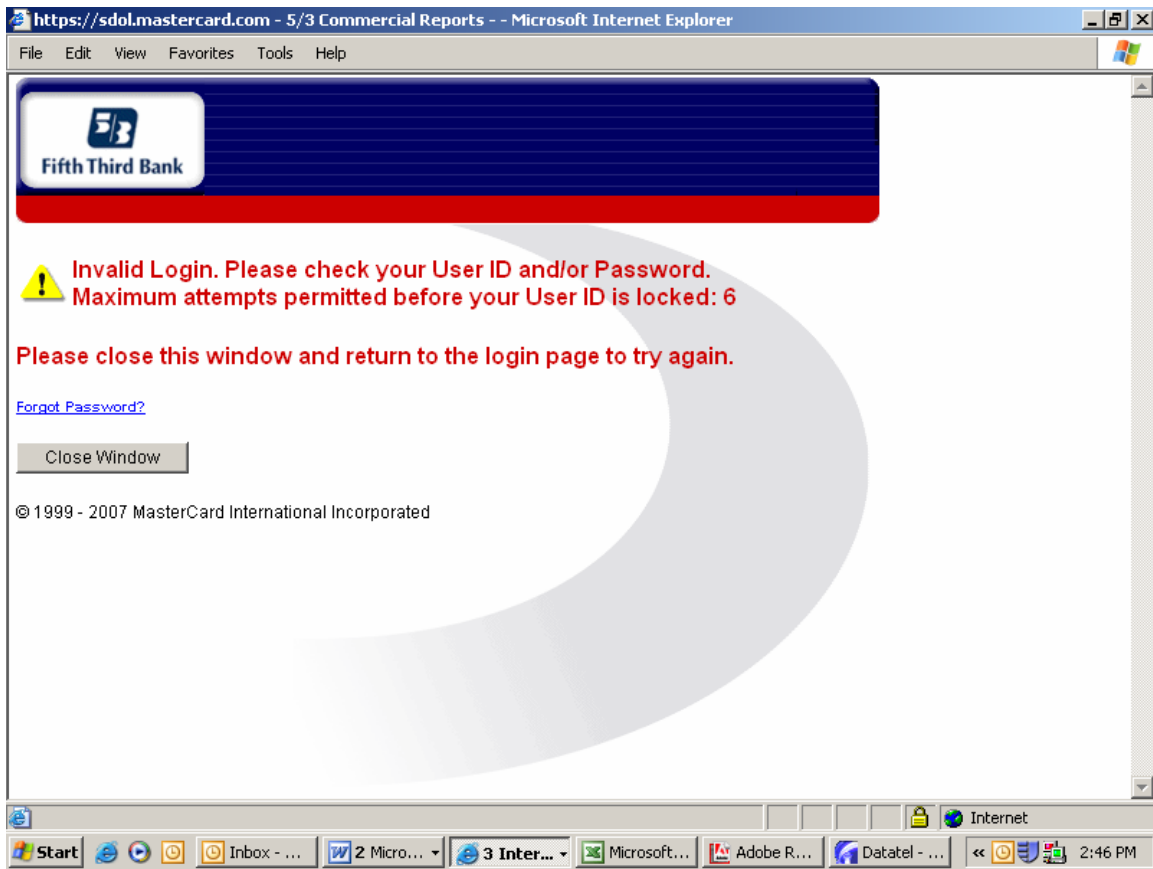 https://sdol.mastercard.com - 5/3 Commercial Reports - - Microsoft Internet Explorer
File Edit View Favorites Tools Help
5/3
Fifth Third Bank
Invalid Login. Please check your User ID and/or Password.
Maximum attempts permitted before your User ID is locked: 6
Please close this window and return to the login page to try again.
Forgot Password?
Close Window
© 1999 - 2007 MasterCard International Incorporated
Internet
Start Inbox - ... 2 Micro... 3 Inter... Microsoft... Adobe R... Datatel - ... « 2:46 PM